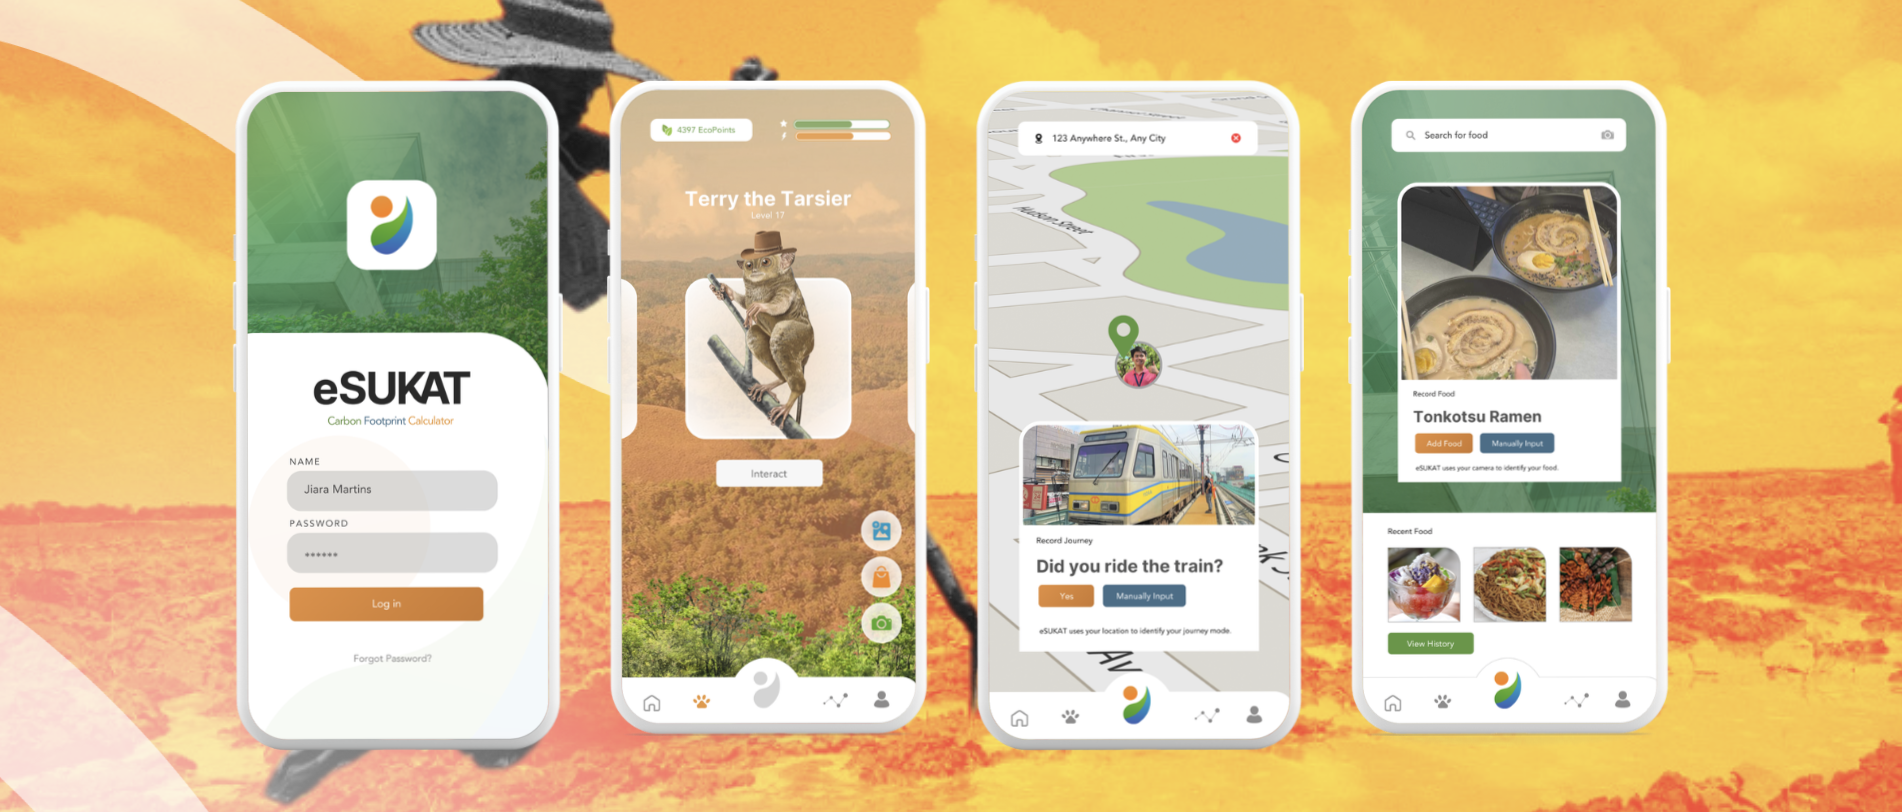 eSUKAT
Carbon Footprint Calculator
NAME
Jiara Martins
PASSWORD
••••••
Log in
Forgot Password?
4397 EcoPoints
Terry the Tarsier
Level 17
Interact
123 Anywhere St., Any City
Hudson Street
Record Journey
Did you ride the train?
Yes
Manually Input
eSUKAT uses your location to identify your journey mode.
Av
Search for food
Record Food
Tonkotsu Ramen
Add Food
Manually Input
eSUKAT uses your camera to identify your food.
Recent Food
View History